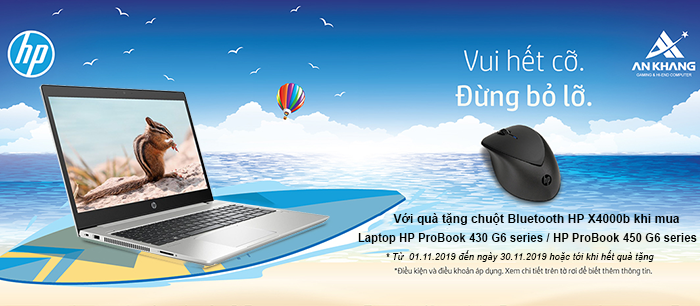 hp
Vui hết cỡ.
Đừng bỏ lỡ.
AN KHANG
GAMING & HI END COMPUTER
Với quà tặng chuột Bluetooth HP X4000b khi mua
Laptop HP ProBook 430 G6 series / HP ProBook 450 G6 series
* Từ 01.11.2019 đến ngày 30.11.2019 hoặc tới khi hết quà tặng
*Điều kiện và điều khoản áp dụng. Xem chi tiết trên tờ rơi để biết thêm thông tin.